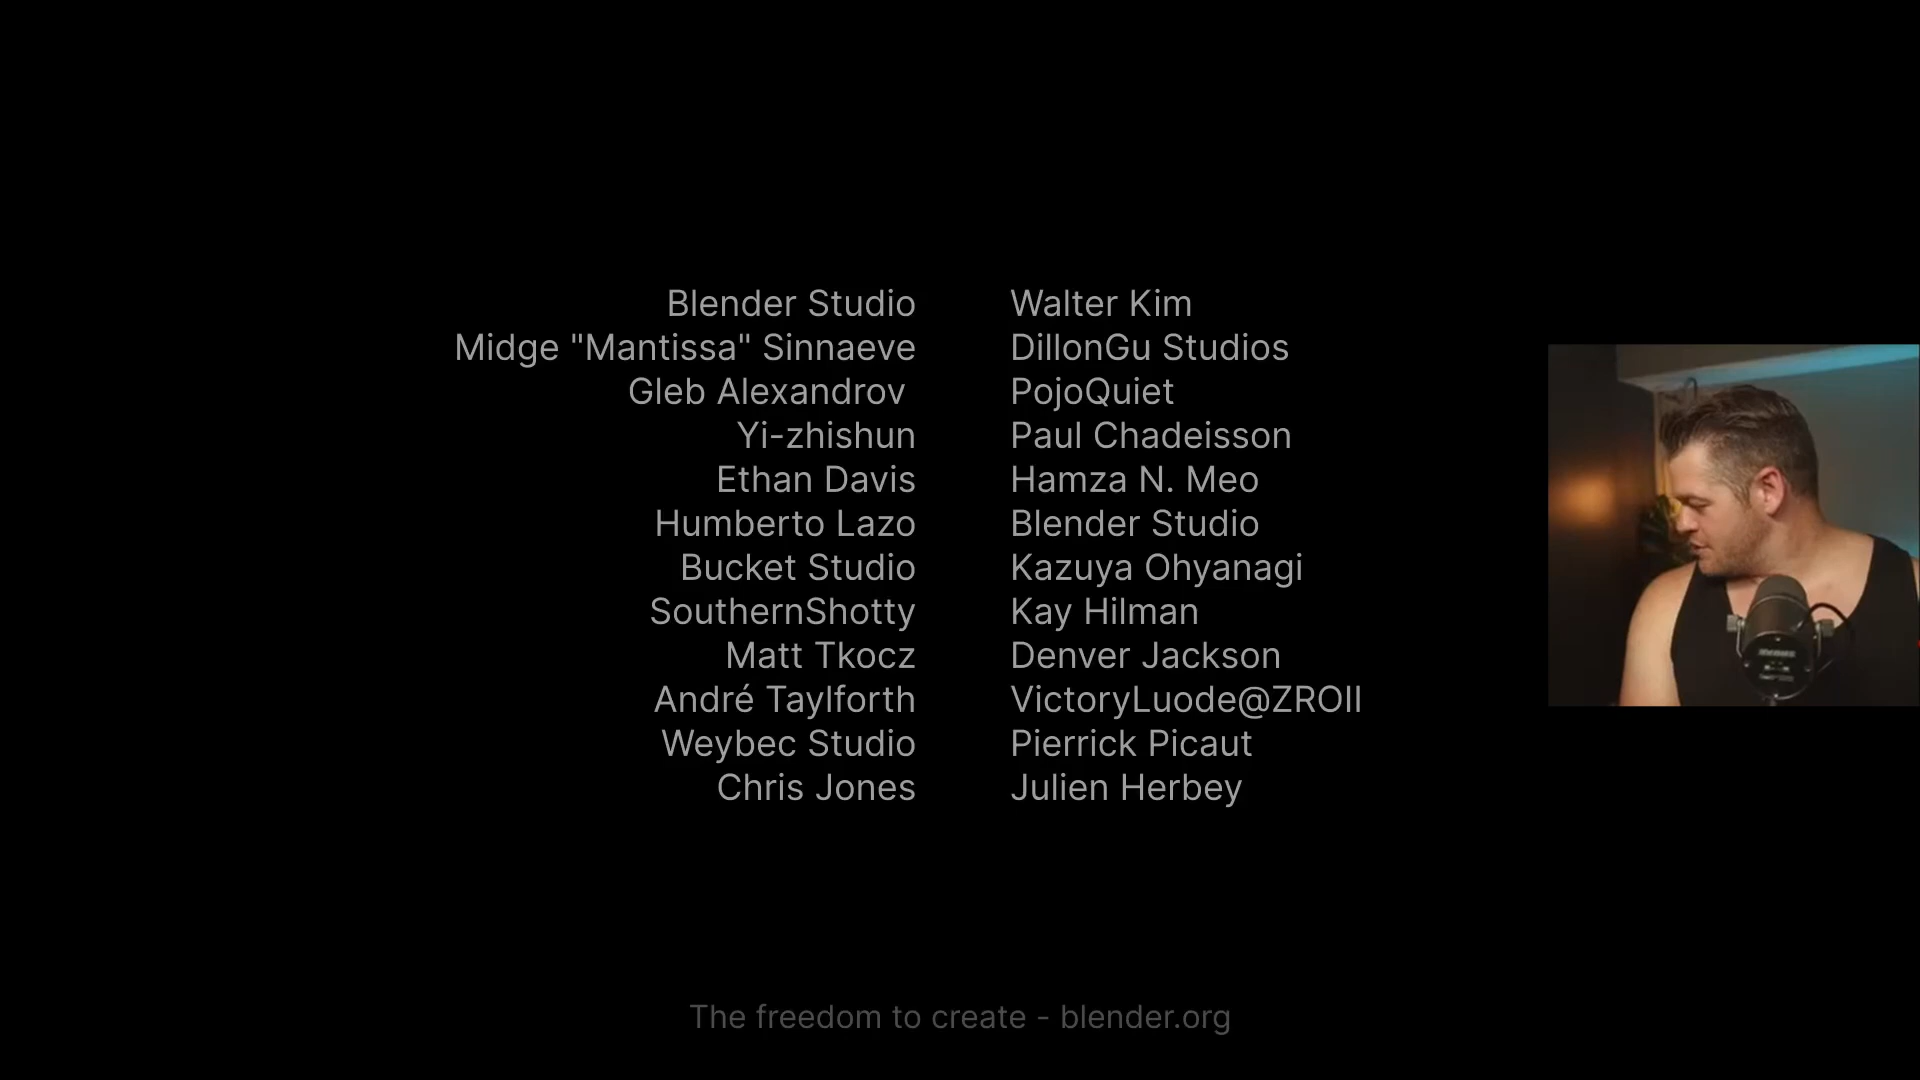 Blender Studio
Midge "Mantissa" Sinnaeve
Gleb Alexandrov
Yi-zhishun
Ethan Davis
Humberto Lazo
Bucket Studio
SouthernShotty
Matt Tkocz
André Taylforth
Weybec Studio
Chris Jones
Walter Kim
DillonGu Studios
PojoQuiet
Paul Chadeisson
Hamza N. Meo
Blender Studio
Kazuya Ohyanagi
Kay Hilman
Denver Jackson
VictoryLuode@ZROII
Pierrick Picaut
Julien Herbey
The freedom to create - blender.org